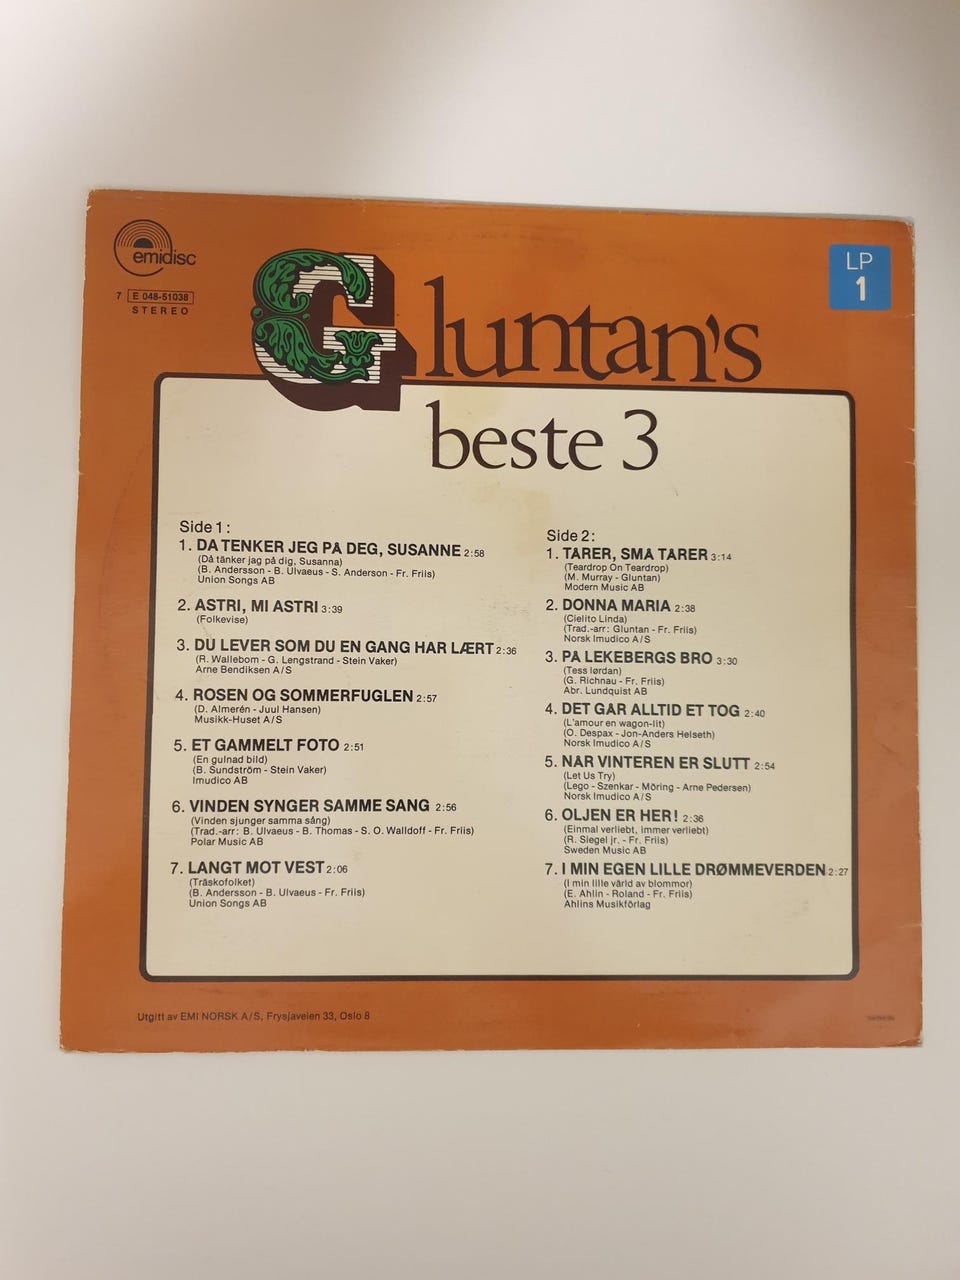 emidisc
7 E 048-51038
STEREO
LP
1
Gluntan's
beste 3
Side 1:
1. DA TENKER JEG PA DEG, SUSANNE 2:58
(Då tänker jag på dig, Susanna)
(B. Andersson - B. Ulvaeus - S. Anderson - Fr. Friis)
Union Songs AB
2. ASTRI, MI ASTRI 3:39
(Folkevise)
3. DU LEVER SOM DU EN GANG HAR LÆRT 2:36
(R. Wallebom - G. Lengstrand - Stein Vaker)
Arne Bendiksen A/S
4. ROSEN OG SOMMERFUGLEN 2:57
(D. Almerén - Juul Hansen)
Musikk-Huset A/S
5. ET GAMMELT FOTO 2:51
(En gulnad bild)
(B. Sundström - Stein Vaker)
Imudico AB
6. VINDEN SYNGER SAMME SANG 2:56
(Vinden sjunger samma sång)
(Trad.-arr: B. Ulvaeus - B. Thomas - S. O. Walldoff - Fr. Friis)
Polar Music AB
7. LANGT MOT VEST 2:06
(Träskofolket)
(B. Andersson - B. Ulvaeus - Fr. Friis)
Union Songs AB
Side 2:
1. TARER, SMA TARER 3:14
(Teardrop On Teardrop)
(M. Murray - Gluntan)
Modern Music AB
2. DONNA MARIA 2:38
(Cielito Linda)
(Trad.-arr: Gluntan - Fr. Friis)
Norsk Imudico A/S
3. PA LEKEBERGS BRO 3:30
(Tess lørdan)
(G. Richnau - Fr. Friis)
Abr. Lundquist AB
4. DET GAR ALLTID ET TOG 2:40
(L'amour en wagon-lit)
(O. Despax - Jon-Anders Helseth)
Norsk Imudico A/S
5. NAR VINTEREN ER SLUTT 2:54
(Let Us Try)
(Lego - Szenkar - Möring - Arne Pedersen)
Norsk Imudico A/S
6. OLJEN ER HER! 2:36
(Einmal verliebt, immer verliebt)
(R. Siegel jr. - Fr. Friis)
Sweden Music AB
7. I MIN EGEN LILLE DRØMMEVERDEN 2:27
(I min lille värld av blommor)
(E. Ahlin - Roland - Fr. Friis)
Ahlins Musikförlag
Utgitt av EMI NORSK A/S, Frysjaveien 33, Oslo 8